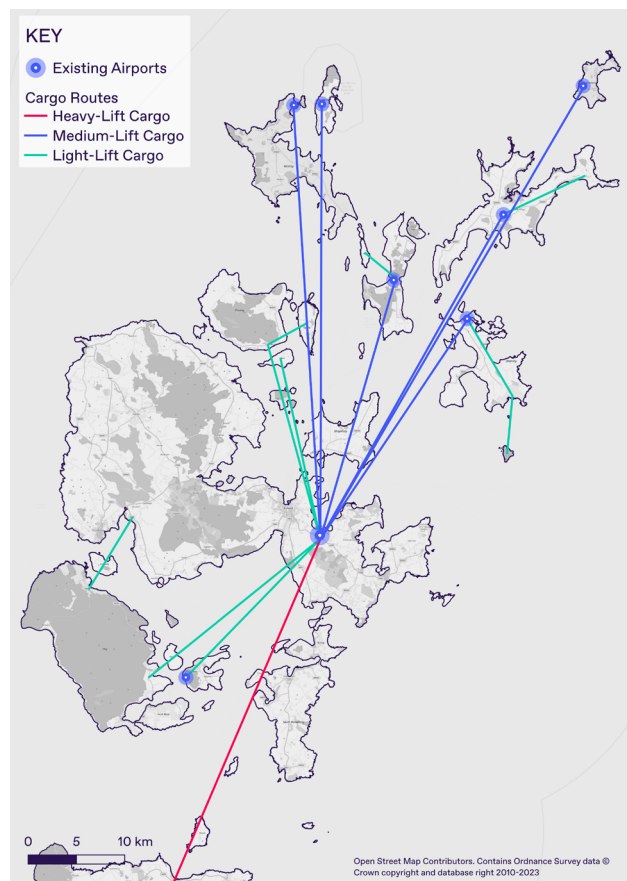 KEY
Existing Airports
Cargo Routes
Heavy-Lift Cargo
Medium-Lift Cargo
Light-Lift Cargo
0 5 10 km
Open Street Map Contributors. Contains Ordnance Survey data ©
Crown copyright and database right 2010-2023